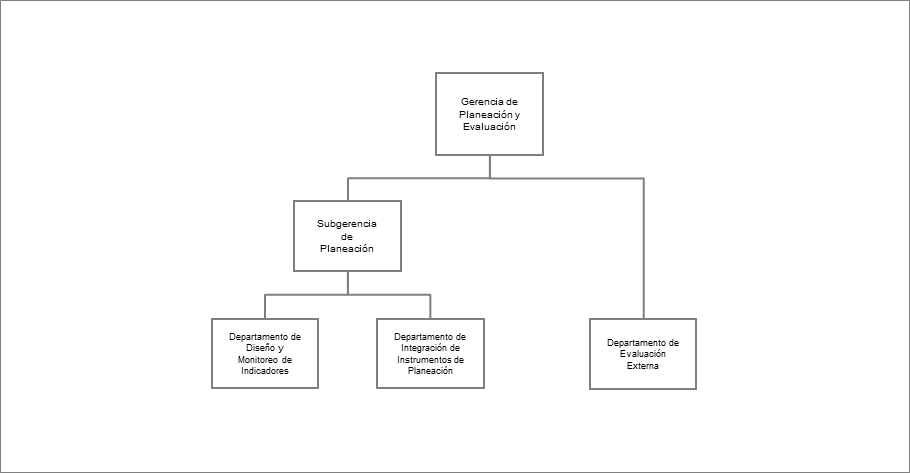 Gerencia de
Planeación y
Evaluación
Subgerencia
de
Planeación
Departamento de
Diseño y
Monitoreo de
Indicadores
Departamento de
Integración de
Instrumentos de
Planeación
Departamento de
Evaluación
Externa